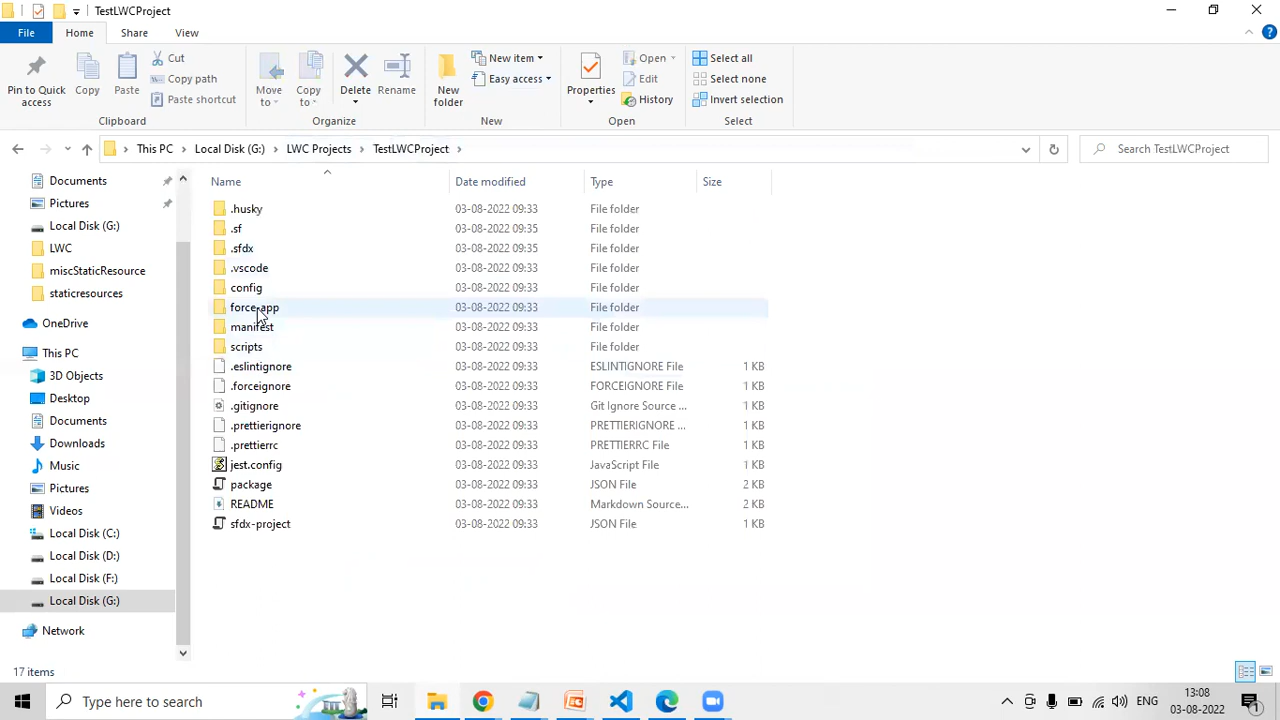 TestLWCProject
File Home Share View
Pin to Quick access
Copy
Paste
Cut
Copy path
Paste shortcut
Clipboard
Move to
Copy to
Delete
Rename
Organize
New folder
New item
Easy access
New
Properties
Open
Edit
History
Open
Select all
Select none
Invert selection
Select
This PC Local Disk (G:) LWC Projects TestLWCProject
Search TestLWCProject
Documents
Pictures
Local Disk (G:)
LWC
miscStaticResource
staticresources
OneDrive
This PC
3D Objects
Desktop
Documents
Downloads
Music
Pictures
Videos
Local Disk (C:)
Local Disk (D:)
Local Disk (F:)
Local Disk (G:)
Network
Name Date modified Type Size
.husky 03-08-2022 09:33 File folder
.sf 03-08-2022 09:35 File folder
.sfdx 03-08-2022 09:35 File folder
.vscode 03-08-2022 09:33 File folder
config 03-08-2022 09:33 File folder
force-app 03-08-2022 09:33 File folder
manifest 03-08-2022 09:33 File folder
scripts 03-08-2022 09:33 File folder
.eslintignore 03-08-2022 09:33 ESLINTIGNORE File 1 KB
.forceignore 03-08-2022 09:33 FORCEIGNORE File 1 KB
.gitignore 03-08-2022 09:33 Git Ignore Source ... 1 KB
.prettierignore 03-08-2022 09:33 PRETTIERIGNORE ... 1 KB
.prettierrc 03-08-2022 09:33 PRETTIERRC File 1 KB
jest.config 03-08-2022 09:33 JavaScript File 1 KB
package 03-08-2022 09:33 JSON File 2 KB
README 03-08-2022 09:33 Markdown Source... 2 KB
sfdx-project 03-08-2022 09:33 JSON File 1 KB
17 items
Type here to search
ENG
13:08
03-08-2022
1